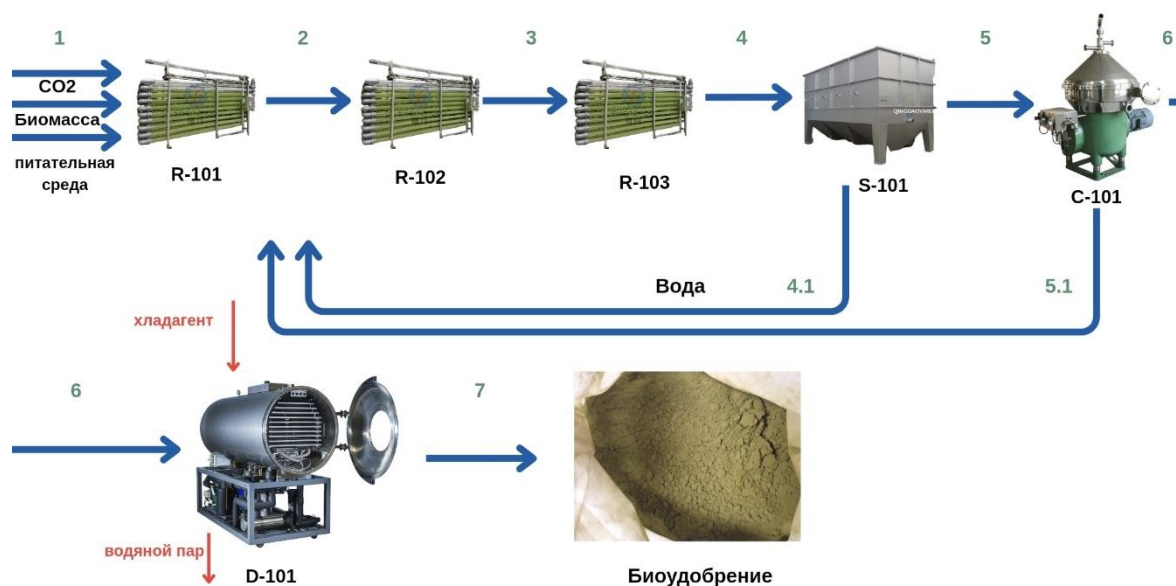 1
2
3
4
5
6
CO2
Биомасса
питательная
среда
R-101
R-102
R-103
QINGDAOVIMER
S-101
C-101
Вода
4.1
5.1
хладагент
6
7
водяной пар
D-101
Биоудобрение